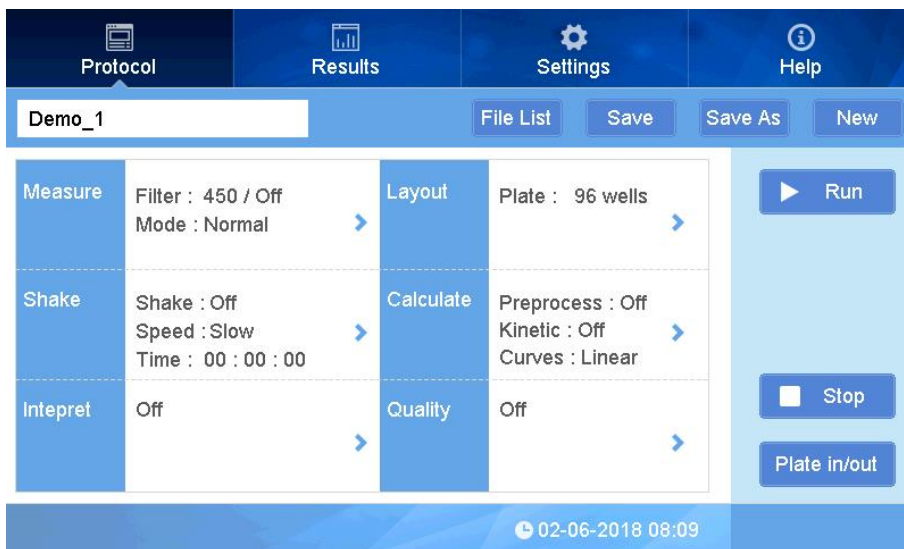 Protocol
Results
Settings
Help
Demo_1
File List
Save
Save As
New
Measure
Filter : 450 / Off
Mode : Normal
Layout
Plate : 96 wells
Run
Shake
Shake : Off
Speed : Slow
Time : 00 : 00 : 00
Calculate
Preprocess : Off
Kinetic : Off
Curves : Linear
Intepret
Off
Quality
Off
Stop
Plate in/out
02-06-2018 08:09